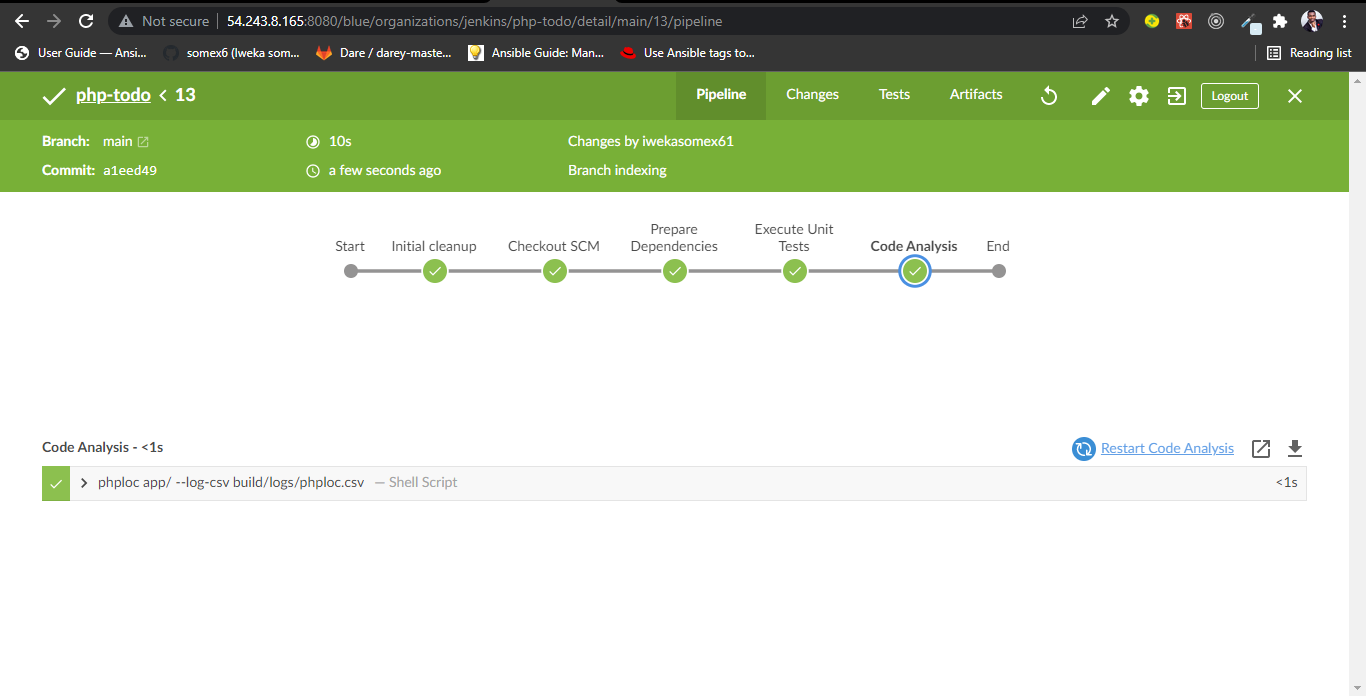 Not secure 54.243.8.165:8080/blue/organizations/jenkins/php-todo/detail/main/13/pipeline
User Guide — Ansi... somex6 (Iweka som... Dare / darey-maste... Ansible Guide: Man... Use Ansible tags to... Reading list
php-todo < 13 Pipeline Changes Tests Artifacts Logout
Branch: main 10s Changes by iwekasomex61
Commit: a1eed49 a few seconds ago Branch indexing
Start Initial cleanup Checkout SCM Prepare Dependencies Execute Unit Tests Code Analysis End
Code Analysis - <1s Restart Code Analysis
phploc app/ --log-csv build/logs/phploc.csv — Shell Script <1s